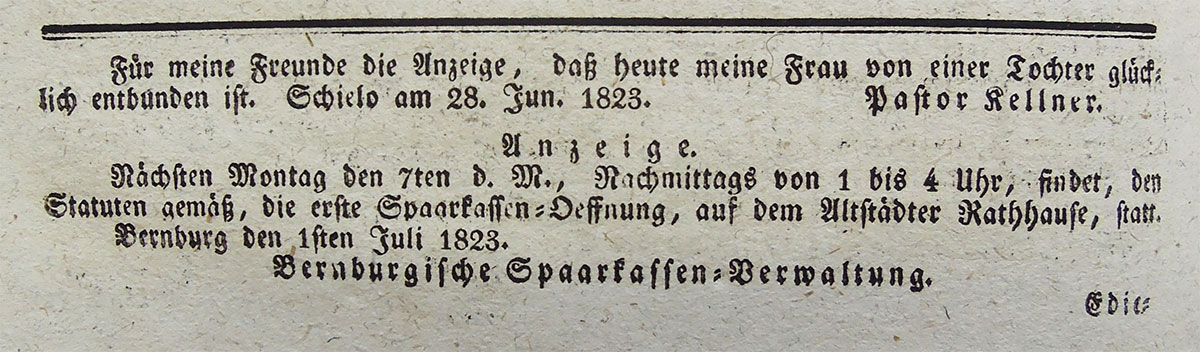 Für meine Freunde die Anzeige, daß heute meine Frau von einer Tochter glück-
lich entbunden ist. Schielo am 28. Jun. 1823. Pastor Kellner.
Anzeige.
Nächsten Montag den 7ten d. M., Nachmittags von 1 bis 4 Uhr, findet, den
Statuten gemäß, die erste Spaarkassen-Oeffnung, auf dem Altstädter Rathhause, statt.
Bernburg den 1sten Juli 1823.
Bernburgische Spaarkassen-Verwaltung.
Edic-